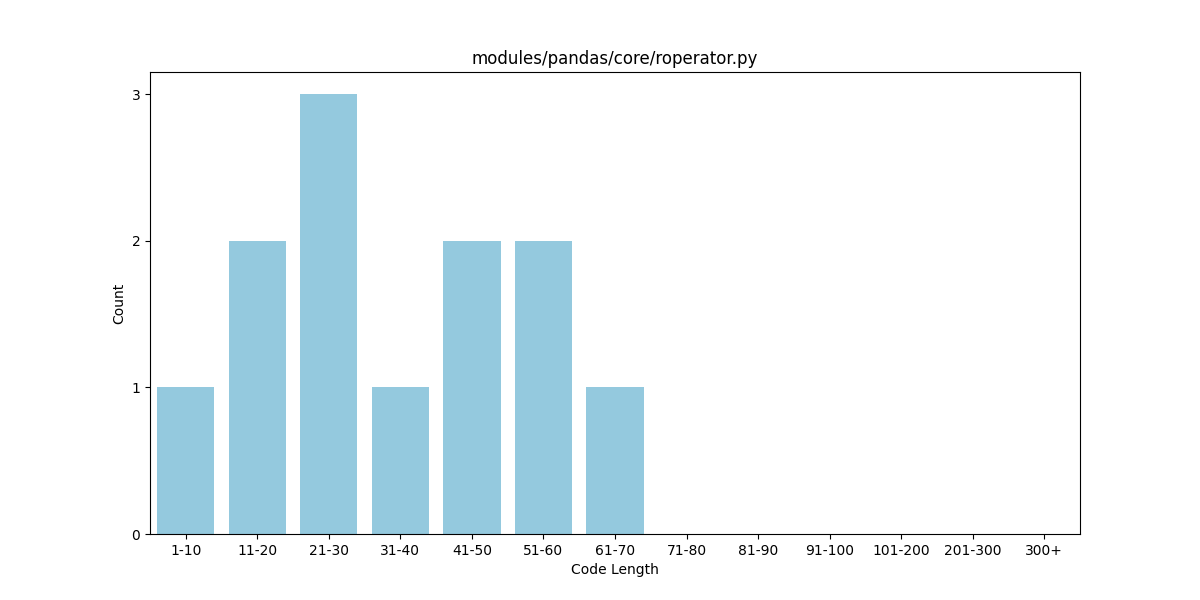 modules/pandas/core/roperator.py
Count
3
2
1
0
1-10 11-20 21-30 31-40 41-50 51-60 61-70 71-80 81-90 91-100 101-200 201-300 300+
Code Length